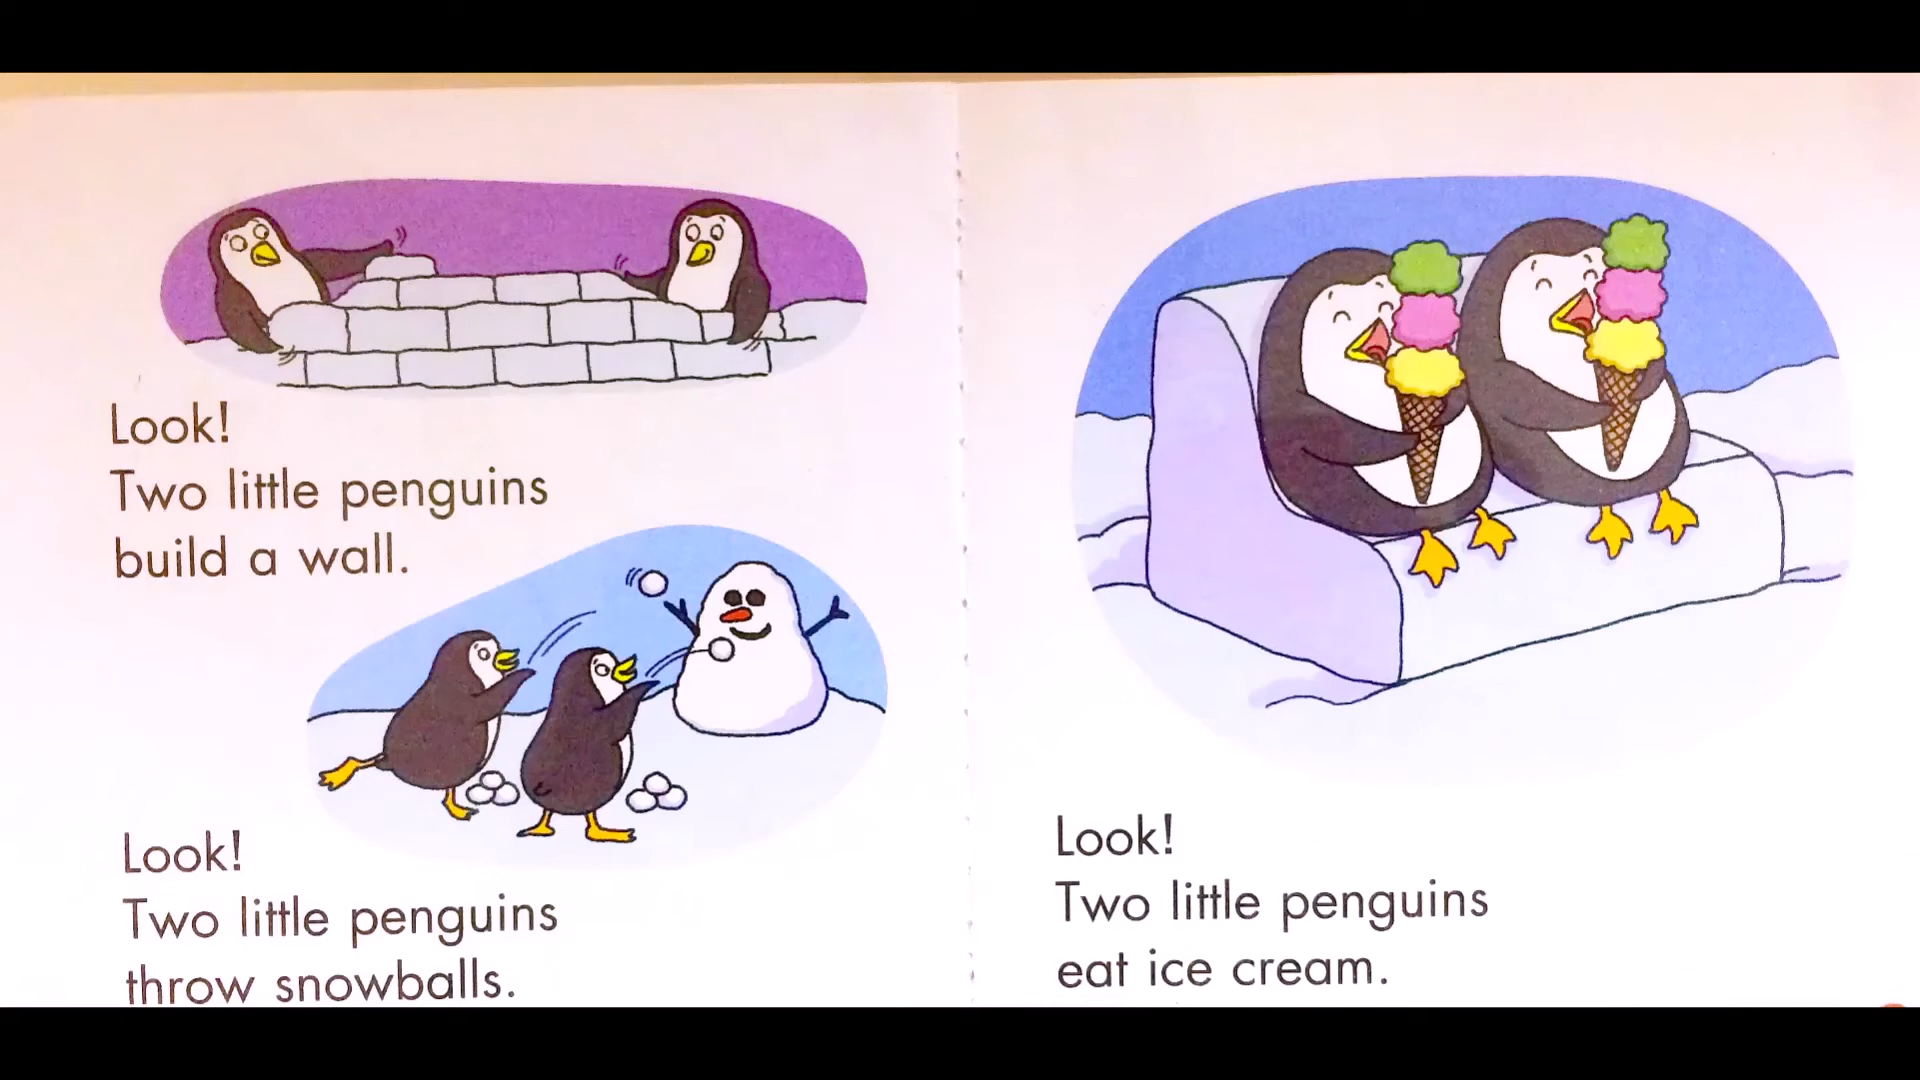 Look!
Two little penguins
build a wall.
Look!
Two little penguins
throw snowballs.
Look!
Two little penguins
eat ice cream.